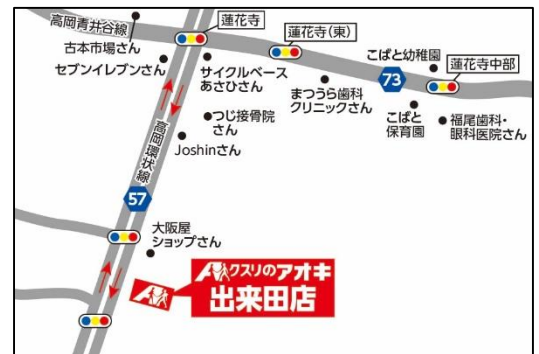 高岡青井谷線
蓮花寺
古本市場さん
蓮花寺(東)
こばと幼稚園
蓮花寺中部
セブンイレブンさん
サイクルベース
あさひさん
まつうら歯科
クリニックさん
73
こばと
保育園
福尾歯科・
眼科医院さん
つじ接骨院
さん
高岡環状線
Joshinさん
57
大阪屋
ショップさん
クスリのアオキ
出来田店